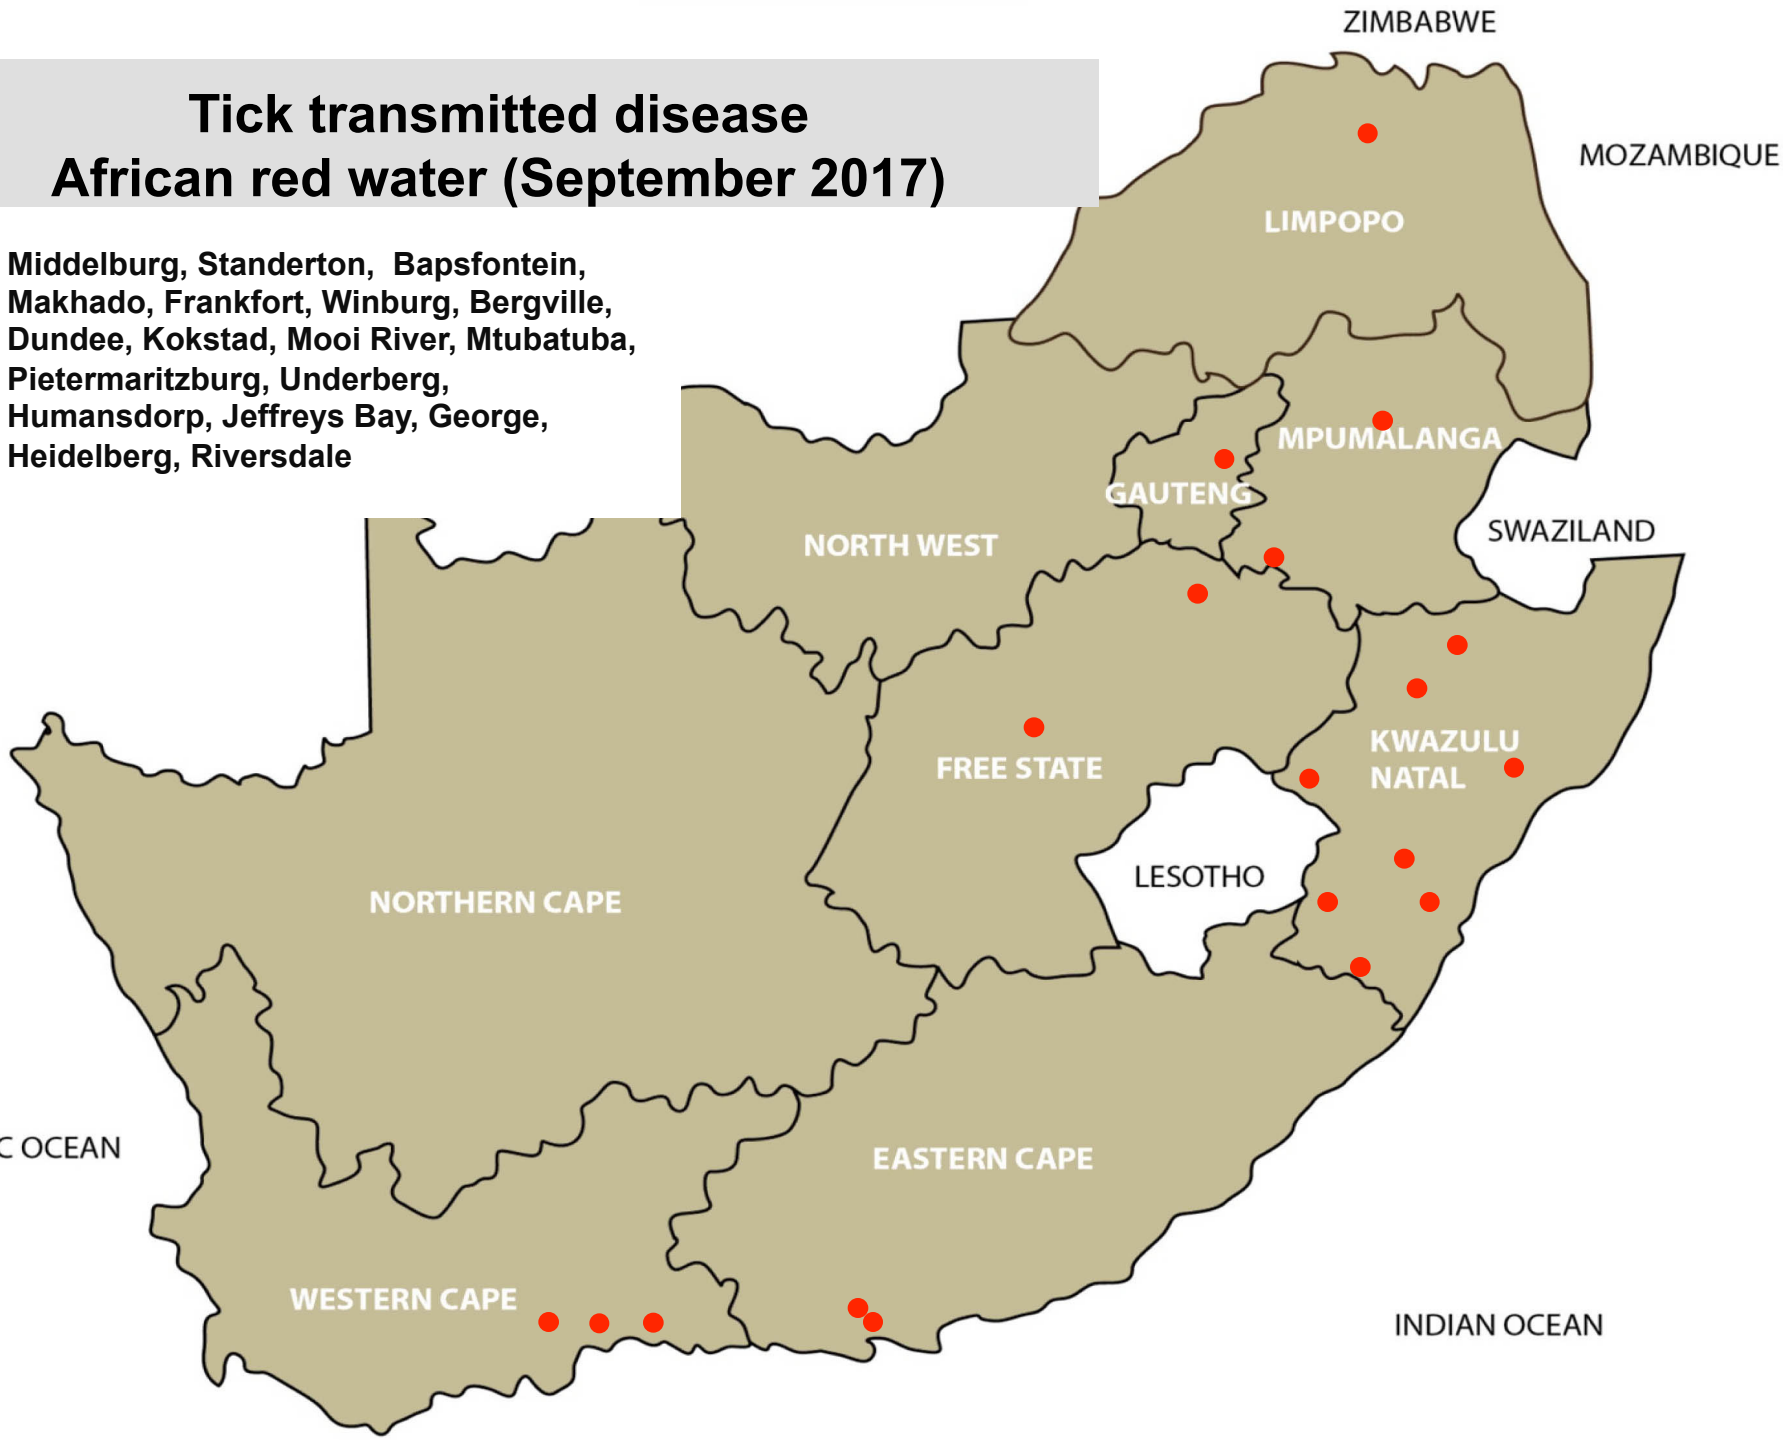 ZIMBABWE
Tick transmitted disease
African red water (September 2017)
MOZAMBIQUE
LIMPOPO
Middelburg, Standerton, Bapsfontein,
Makhado, Frankfort, Winburg, Bergville,
Dundee, Kokstad, Mooi River, Mtubatuba,
Pietermaritzburg, Underberg,
Humansdorp, Jeffreys Bay, George,
Heidelberg, Riversdale
MPUMALANGA
GAUTENG
SWAZILAND
NORTH WEST
KWAZULU
NATAL
FREE STATE
LESOTHO
NORTHERN CAPE
C OCEAN
EASTERN CAPE
WESTERN CAPE
INDIAN OCEAN